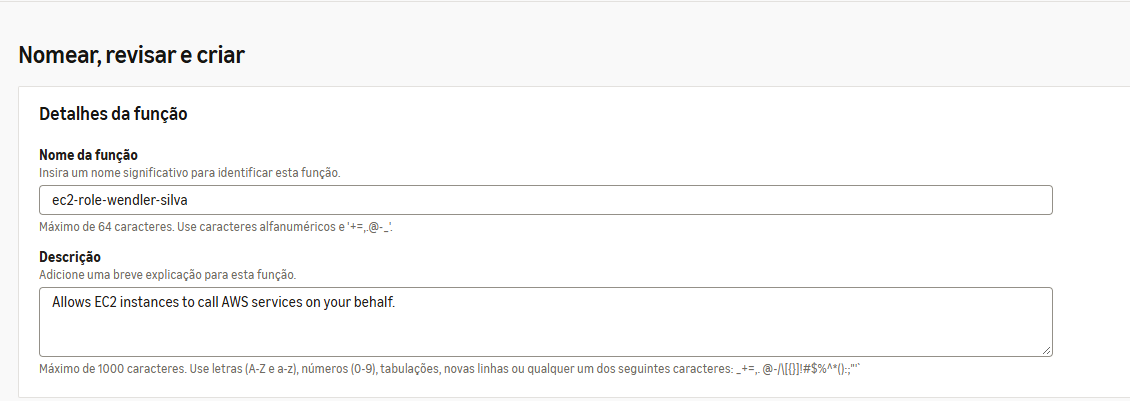 Nomear, revisar e criar
Detalhes da função
Nome da função
Insira um nome significativo para identificar esta função.
ec2-role-wendler-silva
Máximo de 64 caracteres. Use caracteres alfanuméricos e '+=,.@-_'.
Descrição
Adicione uma breve explicação para esta função.
Allows EC2 instances to call AWS services on your behalf.
Máximo de 1000 caracteres. Use letras (A-Z e a-z), números (0-9), tabulações, novas linhas ou qualquer um dos seguintes caracteres: _+=,. @-/\[{}]!#$%^*();:"'`